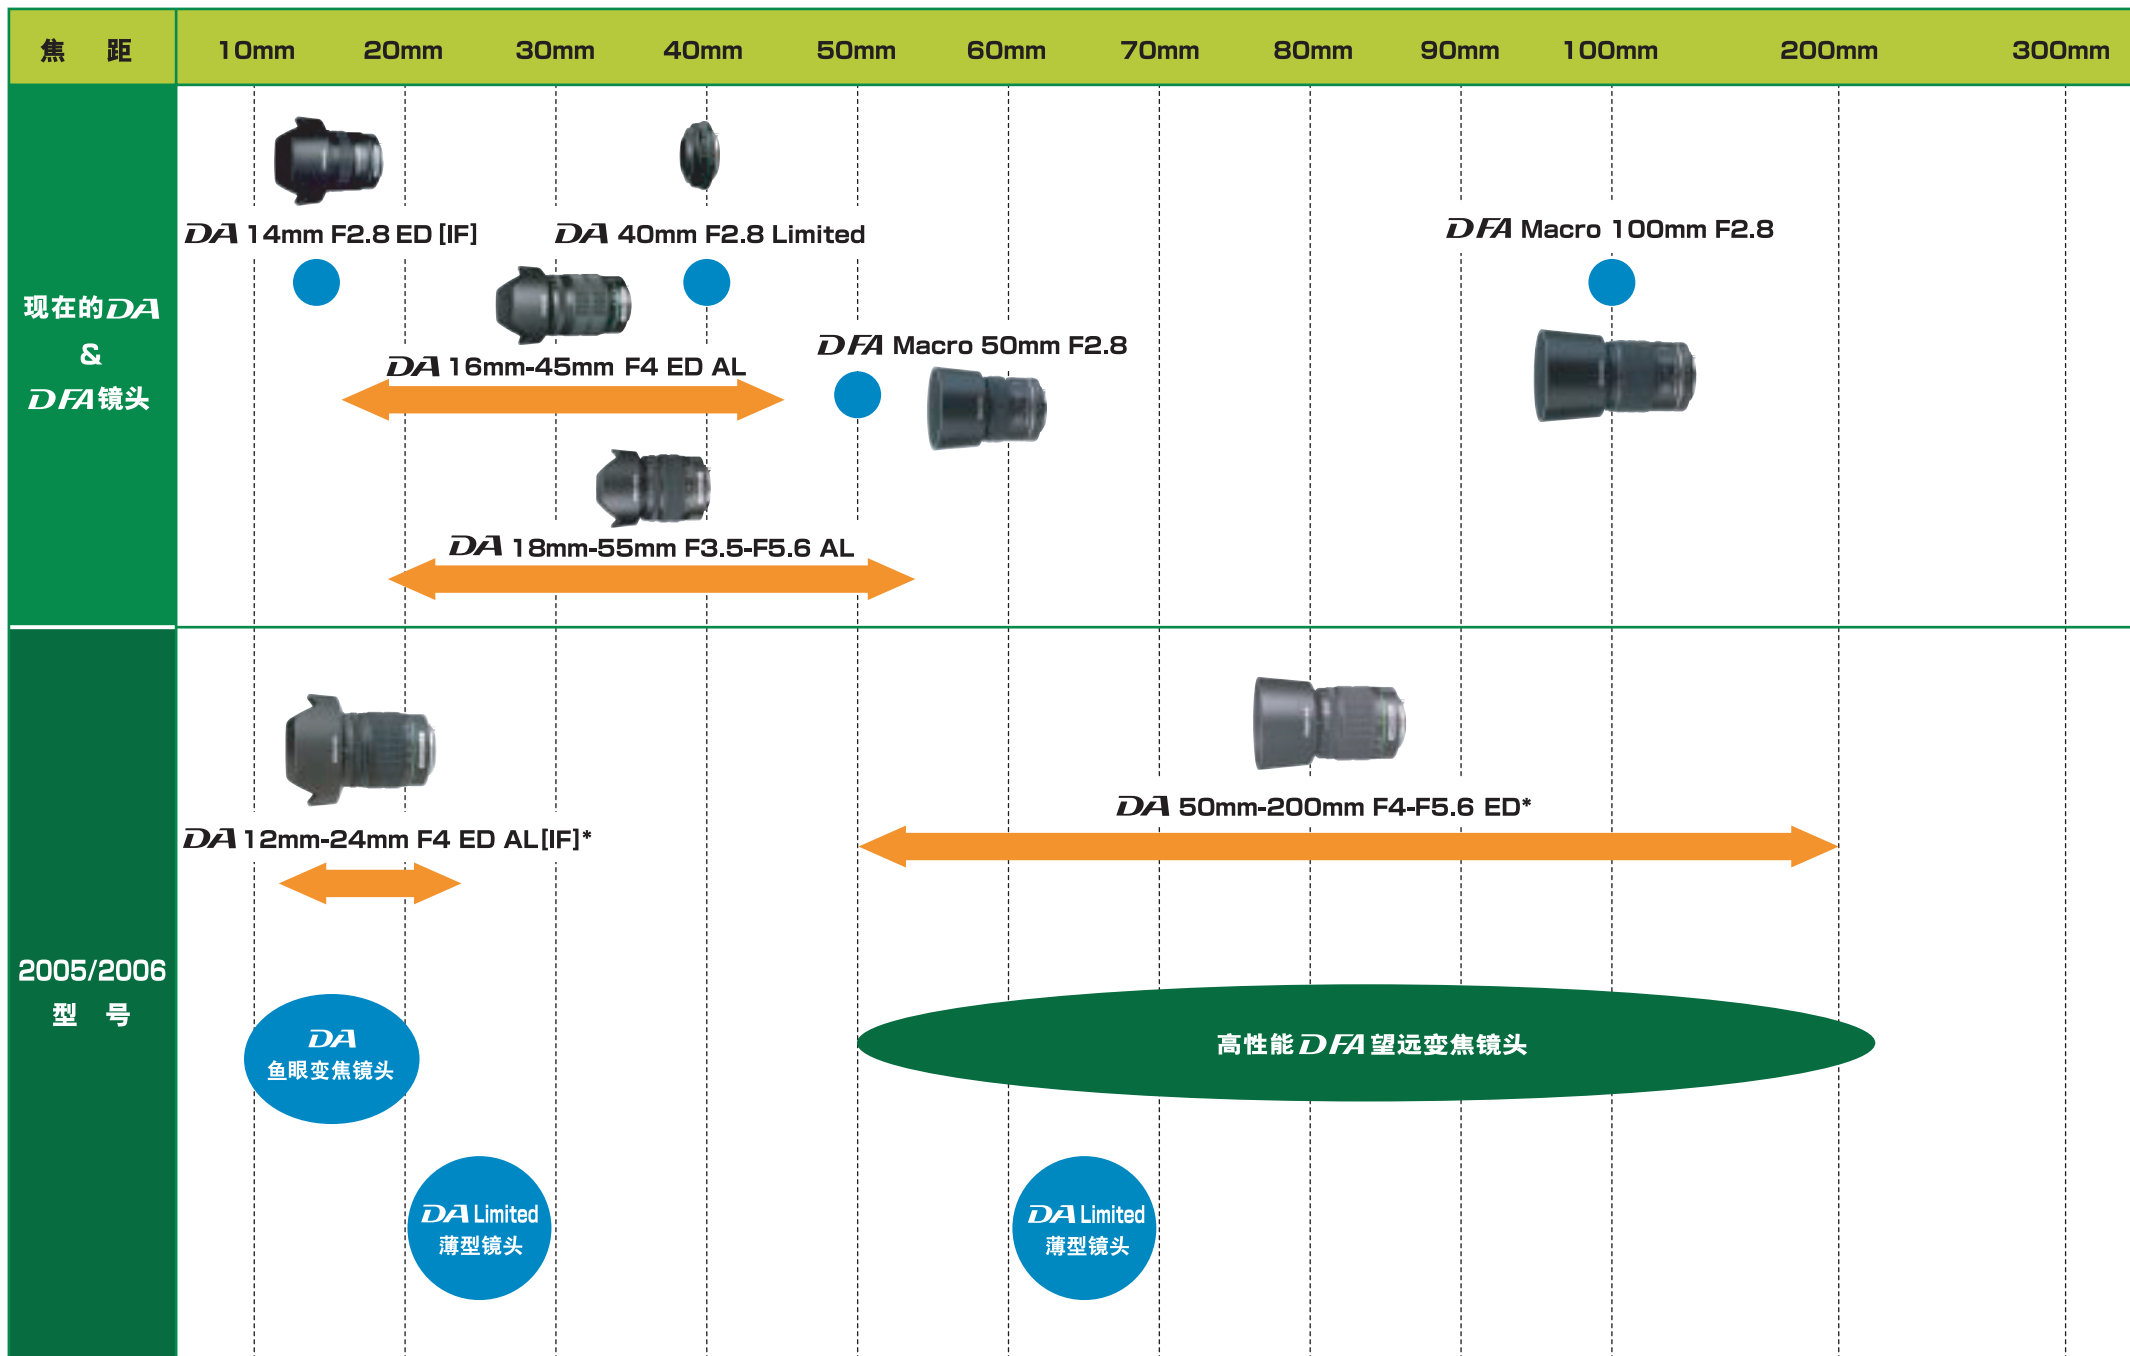 焦 距 10mm 20mm 30mm 40mm 50mm 60mm 70mm 80mm 90mm 100mm 200mm 300mm
现在的DA
&
DFA镜头
DA 14mm F2.8 ED [IF]
DA 40mm F2.8 Limited
DFA Macro 100mm F2.8
DFA Macro 50mm F2.8
DA 16mm-45mm F4 ED AL
DA 18mm-55mm F3.5-F5.6 AL
2005/2006
型 号
DA 50mm-200mm F4-F5.6 ED*
DA 12mm-24mm F4 ED AL[IF]*
DA
鱼眼变焦镜头
高性能DFA望远变焦镜头
DA Limited
薄型镜头
DA Limited
薄型镜头